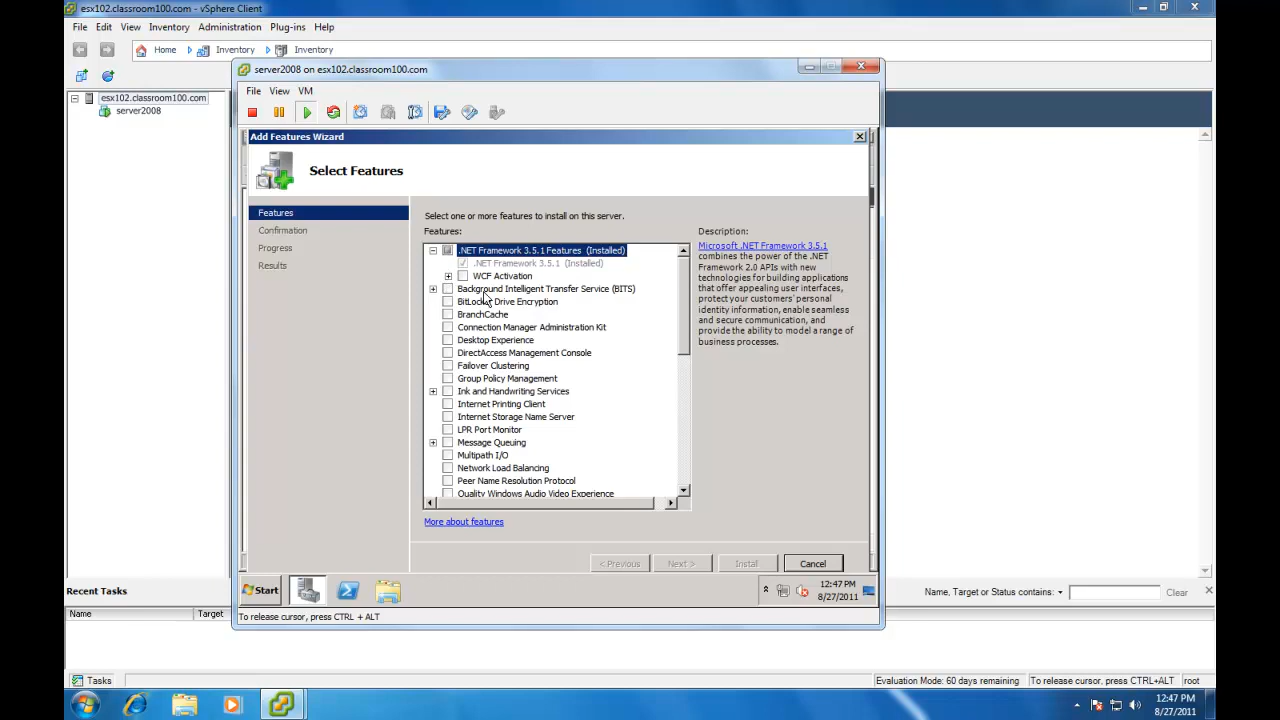 esx102.classroom100.com - vSphere Client
File Edit View Inventory Administration Plug-ins Help
Home Inventory Inventory
esx102.classroom100.com
server2008
server2008 on esx102.classroom100.com
File View VM
Add Features Wizard
Select Features
Features
Confirmation
Progress
Results
Select one or more features to install on this server.
Features:
.NET Framework 3.5.1 Features (Installed)
.NET Framework 3.5.1 (Installed)
WCF Activation
Background Intelligent Transfer Service (BITS)
BitLocker Drive Encryption
BranchCache
Connection Manager Administration Kit
Desktop Experience
DirectAccess Management Console
Failover Clustering
Group Policy Management
Ink and Handwriting Services
Internet Printing Client
Internet Storage Name Server
LPR Port Monitor
Message Queuing
Multipath I/O
Network Load Balancing
Peer Name Resolution Protocol
Quality Windows Audio Video Experience
More about features
Description:
Microsoft .NET Framework 3.5.1
combines the power of the .NET
Framework 2.0 APIs with new
technologies for building applications
that offer appealing user interfaces,
protect your customers' personal
identity information, enable seamless
and secure communication, and
provide the ability to model a range of
business processes.
< Previous Next > Install Cancel
Start
12:47 PM
8/27/2011
To release cursor, press CTRL + ALT
Recent Tasks
Name, Target or Status contains: Clear
Name Target
Tasks
Evaluation Mode: 60 days remaining To release cursor, press CTRL+ALT root
12:47 PM
8/27/2011